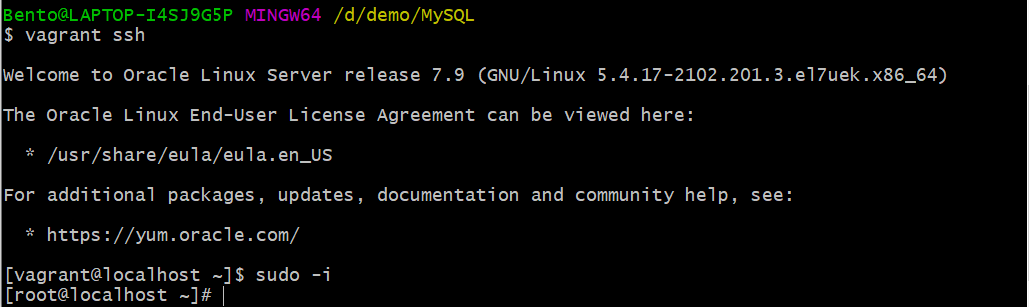 Bento@LAPTOP-I4SJ9G5P MINGW64 /d/demo/MySQL
$ vagrant ssh
Welcome to Oracle Linux Server release 7.9 (GNU/Linux 5.4.17-2102.201.3.el7uek.x86_64)
The Oracle Linux End-User License Agreement can be viewed here:
* /usr/share/eula/eula.en_US
For additional packages, updates, documentation and community help, see:
* https://yum.oracle.com/
[vagrant@localhost ~]$ sudo -i
[root@localhost ~]#